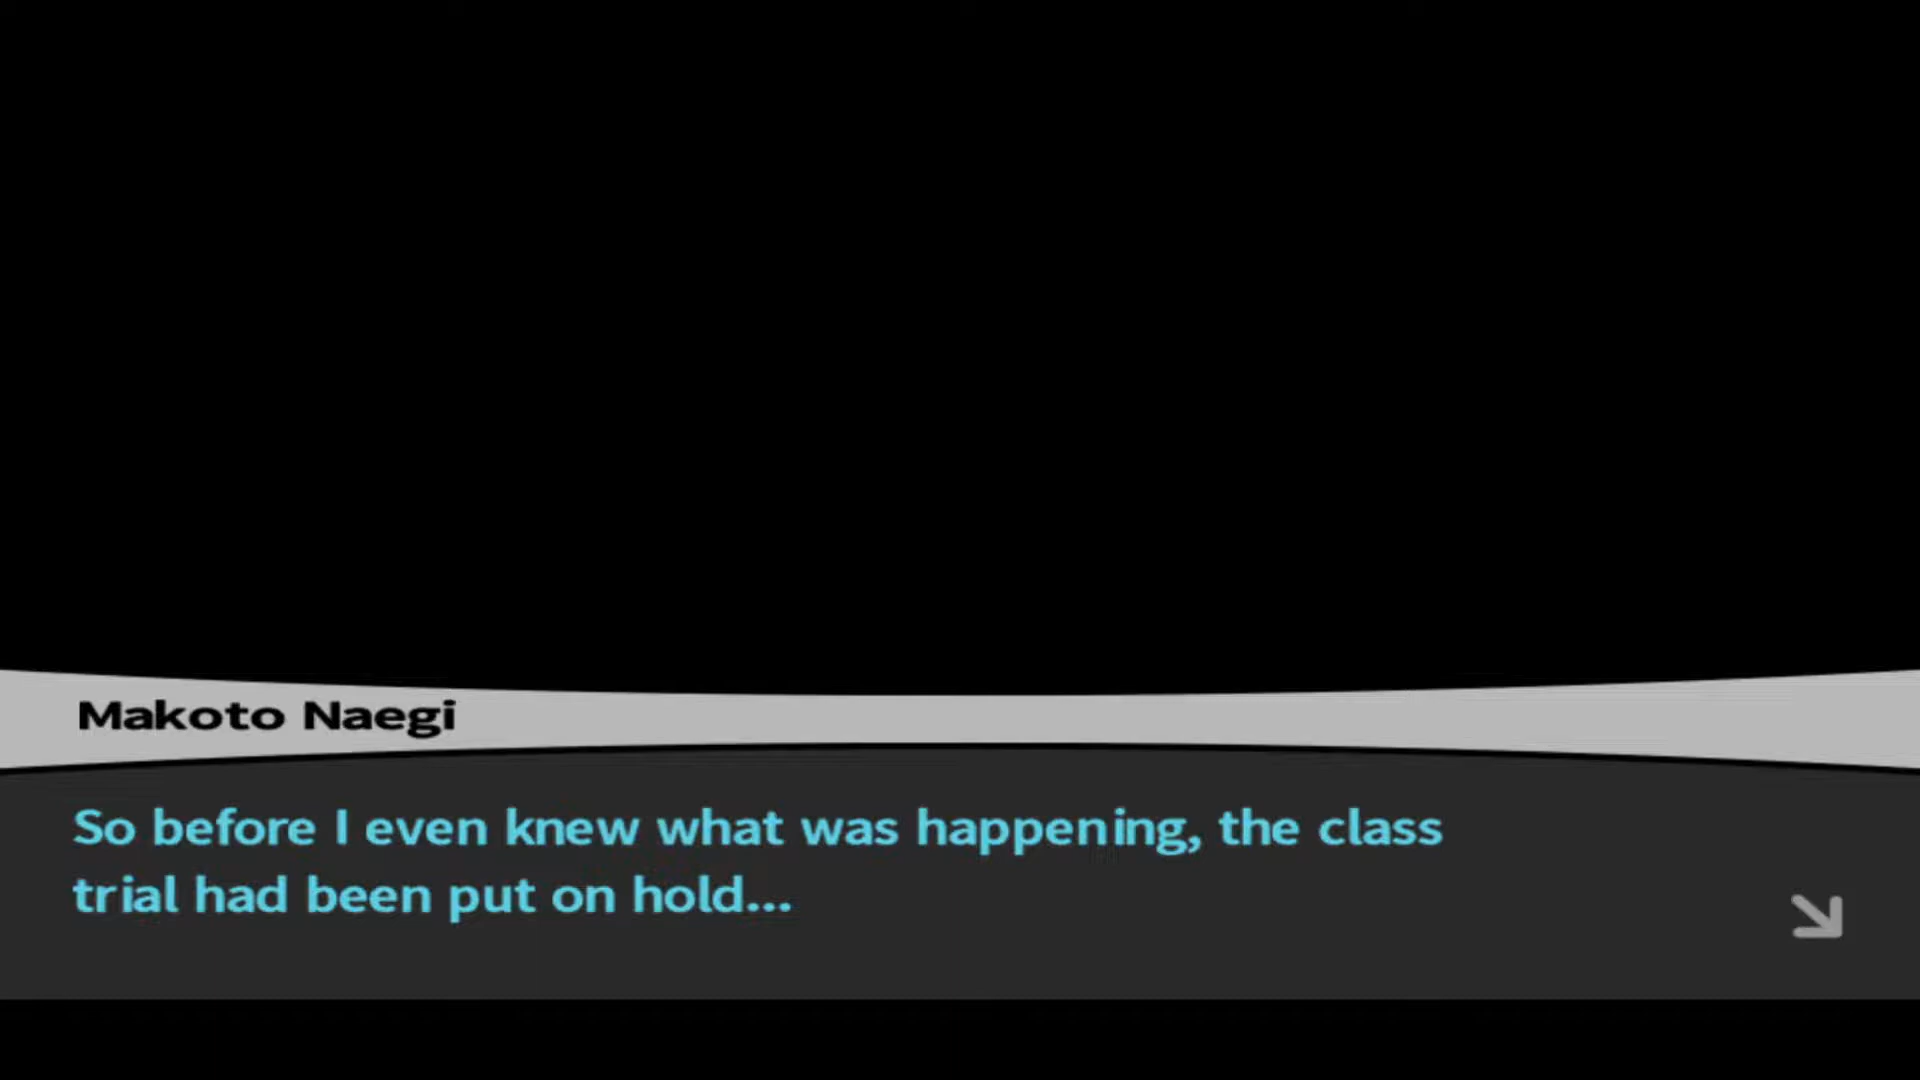 Makoto Naegi
So before I even knew what was happening, the class
trial had been put on hold...